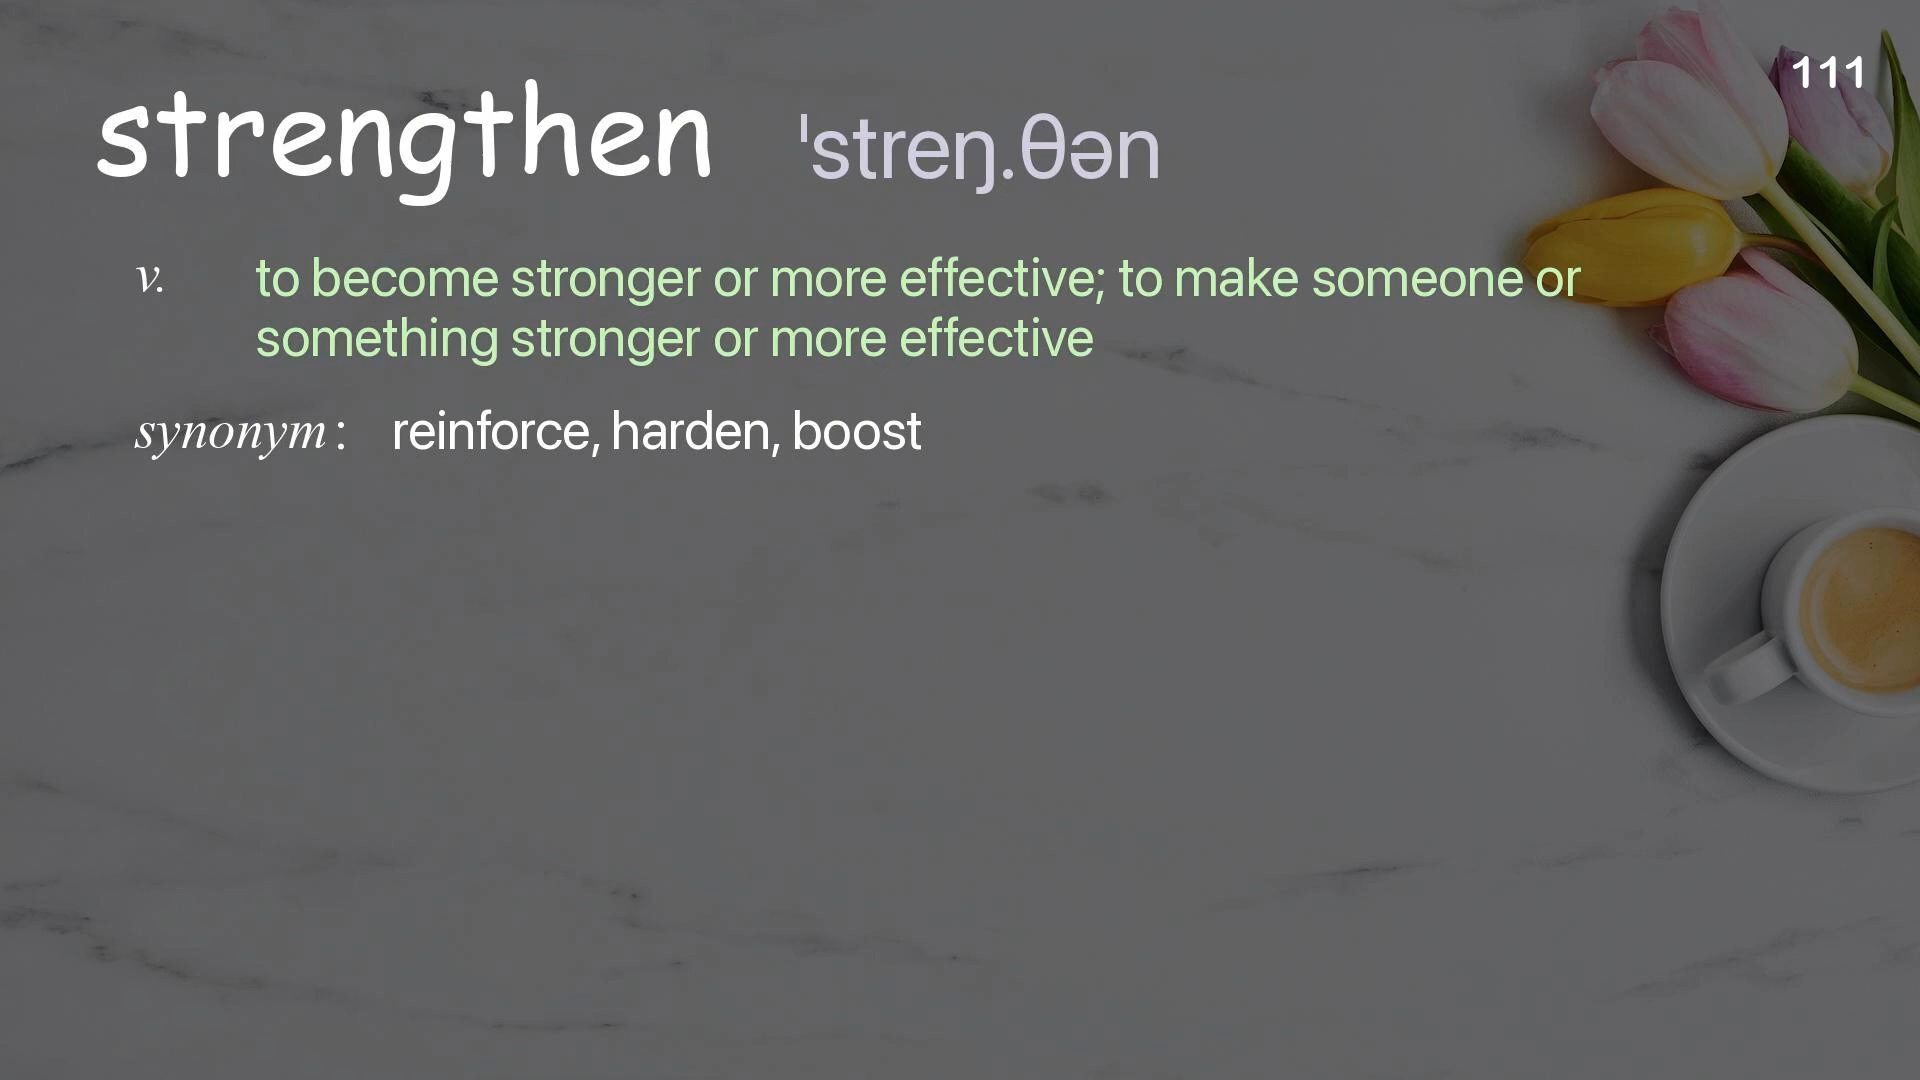 111
strengthen ˈstreŋ.θən
v. to become stronger or more effective; to make someone or
something stronger or more effective
synonym : reinforce, harden, boost